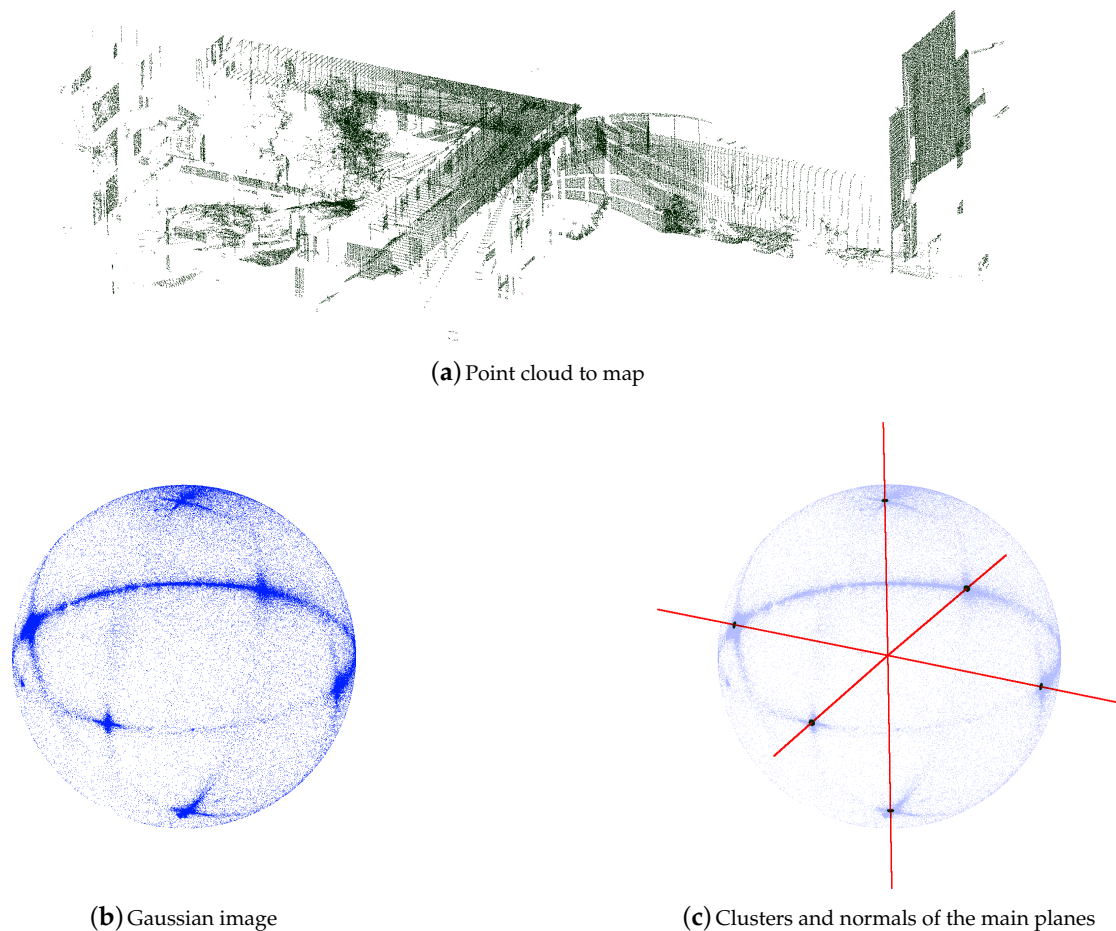 (a) Point cloud to map
(b) Gaussian image
(c) Clusters and normals of the main planes